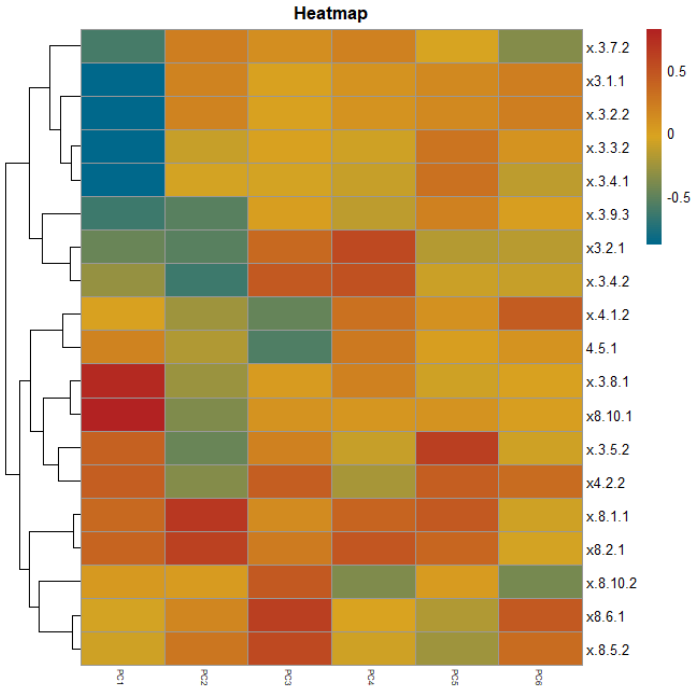 Heatmap
x.3.7.2
x3.1.1
x.3.2.2
x.3.3.2
x.3.4.1
x.3.9.3
x3.2.1
x.3.4.2
x.4.1.2
4.5.1
x.3.8.1
x8.10.1
x.3.5.2
x4.2.2
x.8.1.1
x8.2.1
x.8.10.2
x8.6.1
x.8.5.2
0.5
0
-0.5
PC1
PC2
PC3
PC4
PC5
PC6